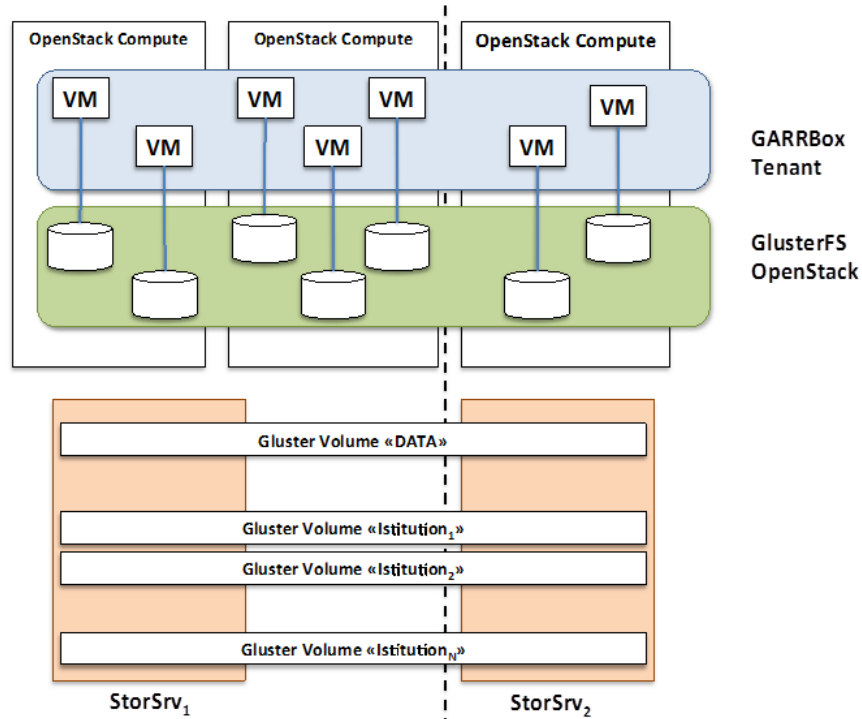 OpenStack Compute
OpenStack Compute
OpenStack Compute
VM
VM
VM
VM
VM
VM
VM
GARRBox
Tenant
GlusterFS
OpenStack
Gluster Volume «DATA»
Gluster Volume «Istitution₁»
Gluster Volume «Istitution₂»
Gluster Volume «Istitution_N»
StorSrv₁
StorSrv₂